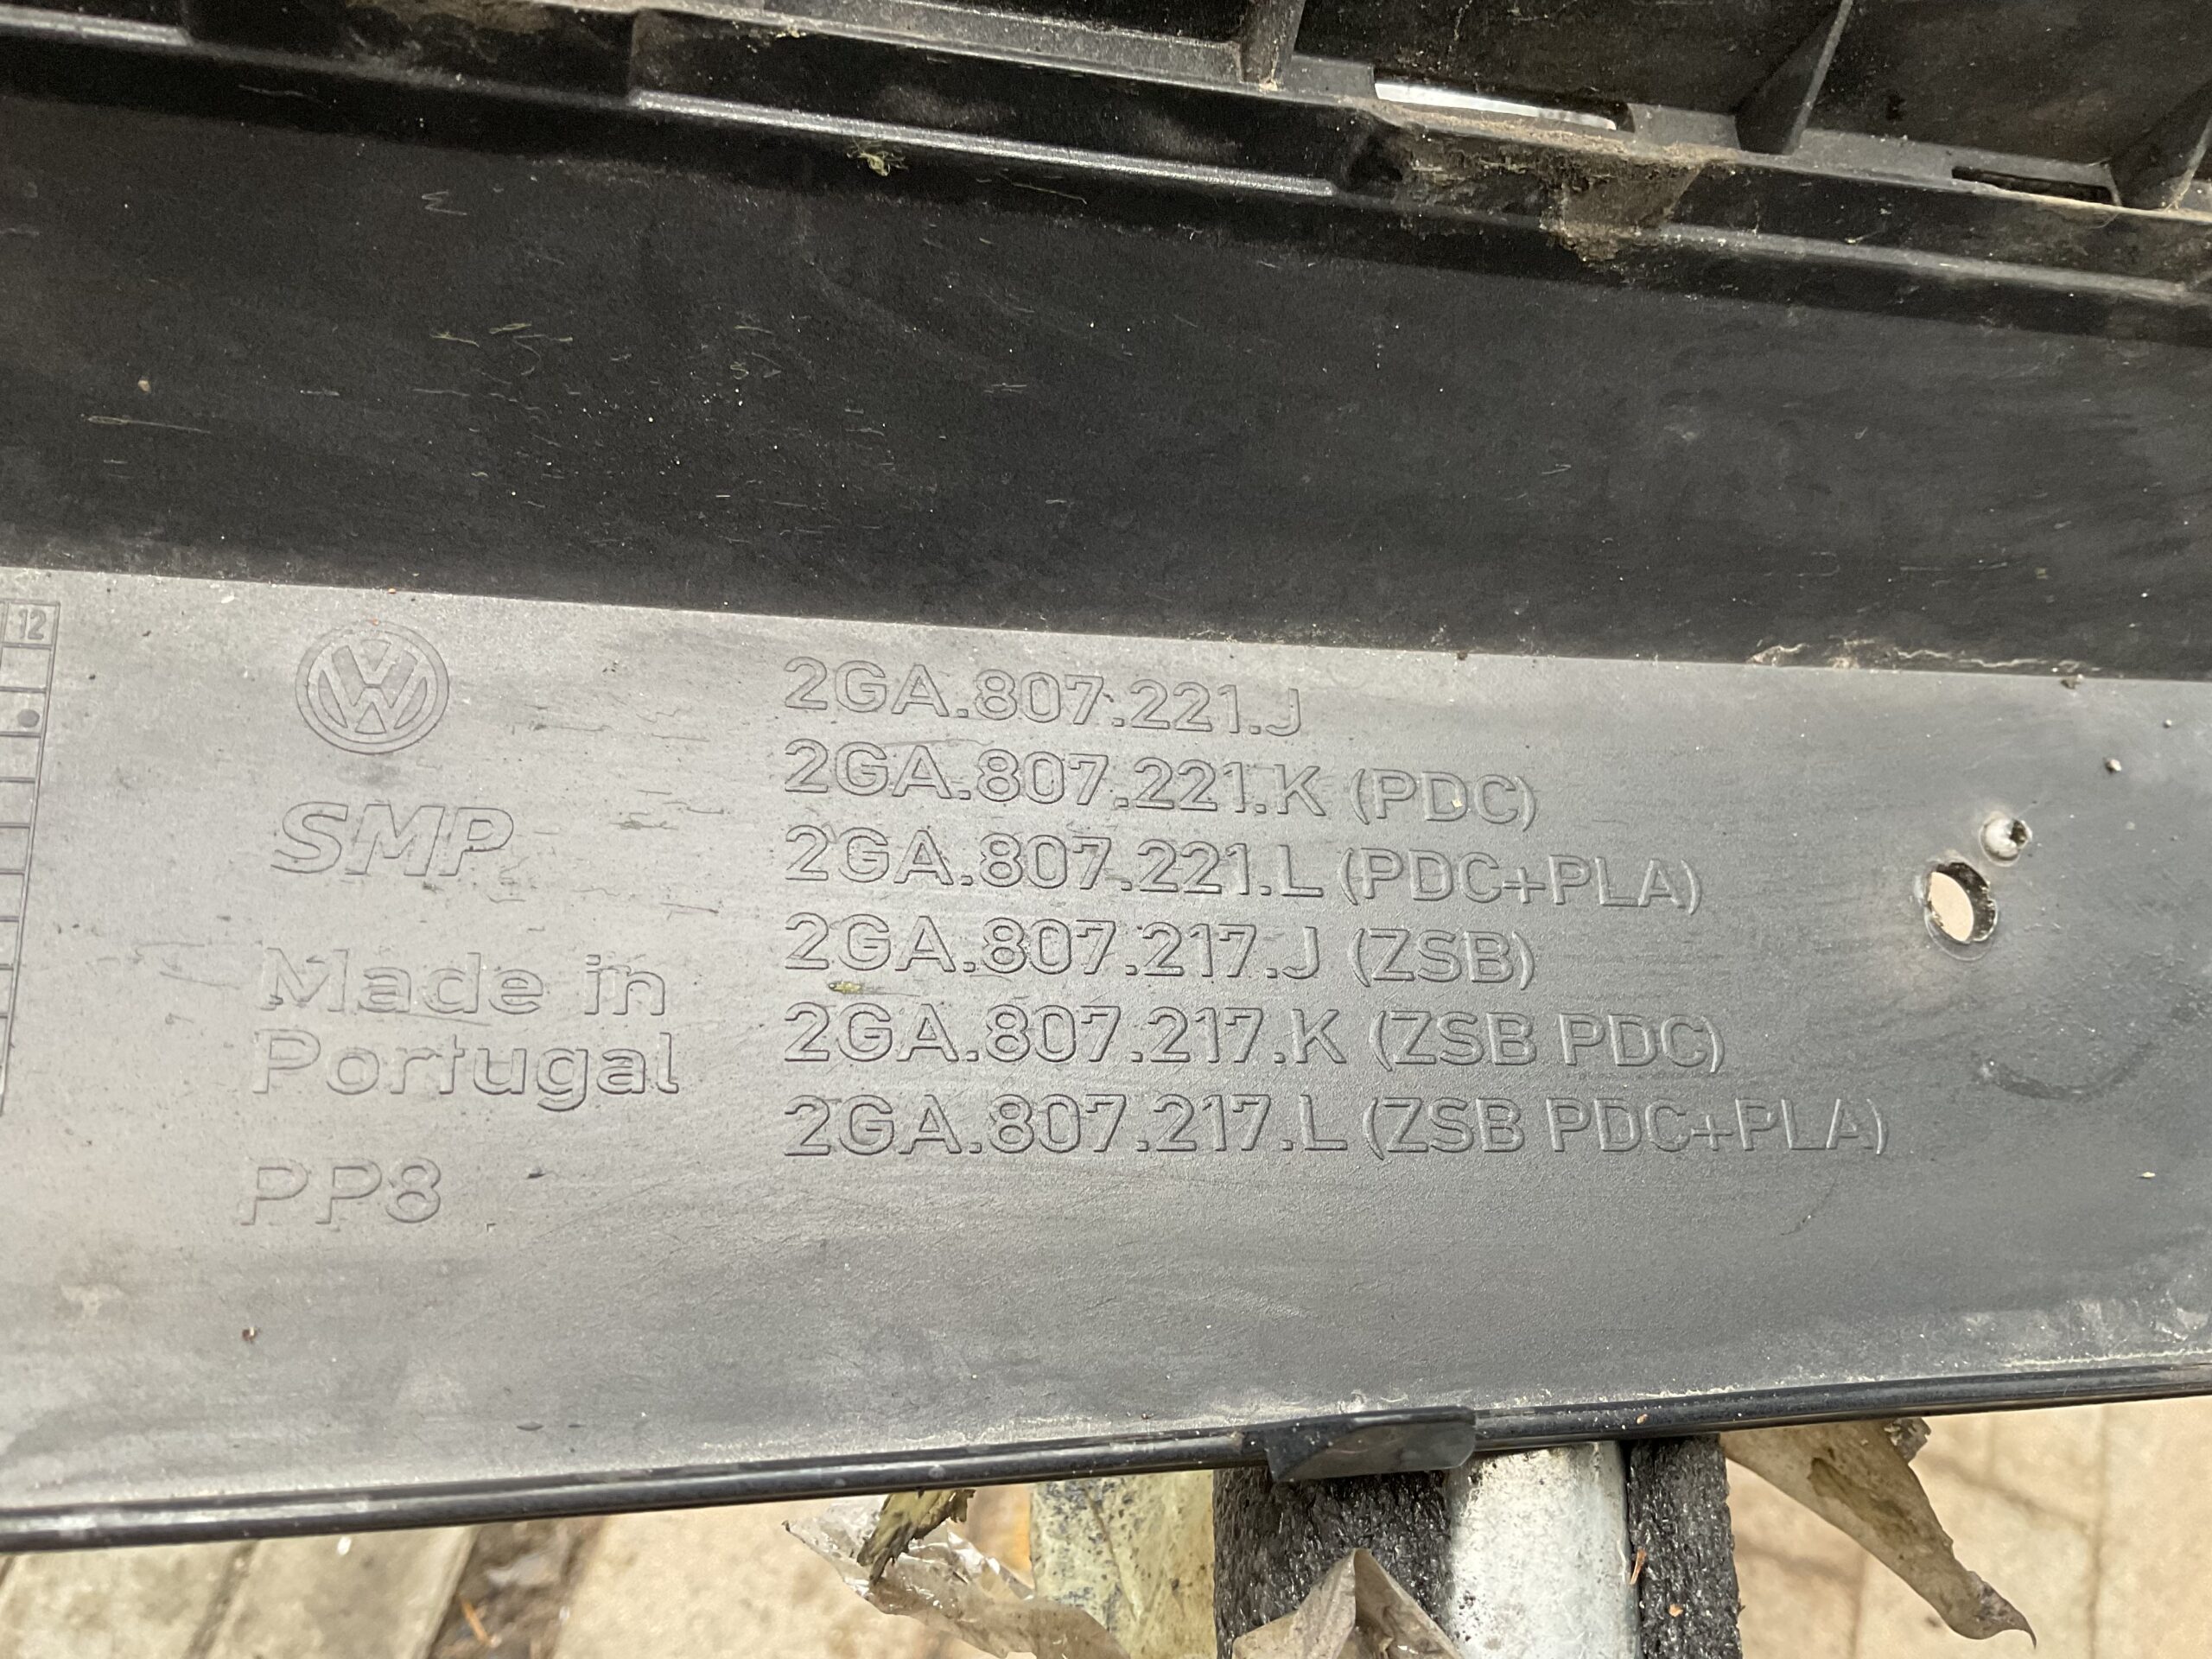 12
VW
SMP
Made in
Portugal
PP8
2GA.807.221.J
2GA.807.221.K (PDC)
2GA.807.221.L (PDC+PLA)
2GA.807.217.J (ZSB)
2GA.807.217.K (ZSB PDC)
2GA.807.217.L (ZSB PDC+PLA)